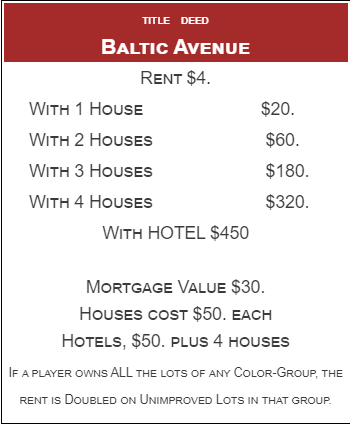 TITLE DEED
BALTIC AVENUE
RENT $4.
WITH 1 HOUSE $20.
WITH 2 HOUSES $60.
WITH 3 HOUSES $180.
WITH 4 HOUSES $320.
WITH HOTEL $450
MORTGAGE VALUE $30.
HOUSES COST $50. EACH
HOTELS, $50. PLUS 4 HOUSES
IF A PLAYER OWNS ALL THE LOTS OF ANY COLOR-GROUP, THE
RENT IS DOUBLED ON UNIMPROVED LOTS IN THAT GROUP.